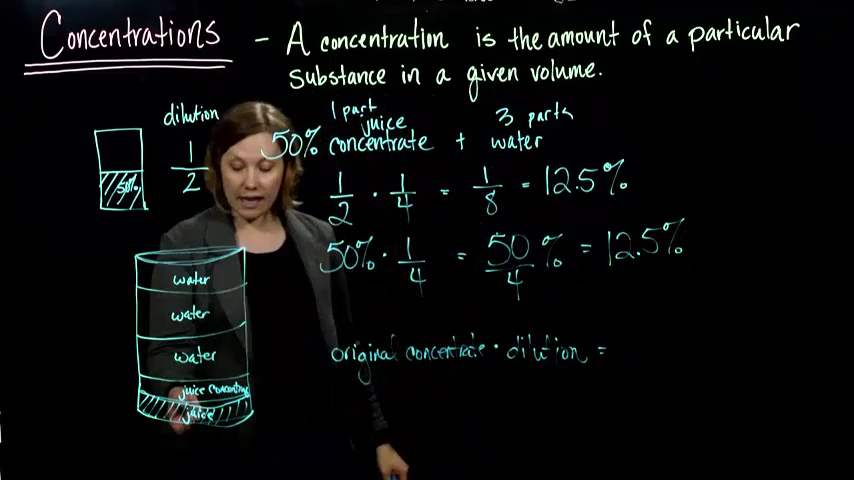 Concentrations - A concentration is the amount of a particular
substance in a given volume.
dilution
1 part
juice
3 parts
50% concentrate + water
50%
1/2
1/2 · 1/4 = 1/8 = 12.5%
50% · 1/4 = 50/4 % = 12.5%
water
water
water
juice concentrate
juice
original concentrate · dilution =